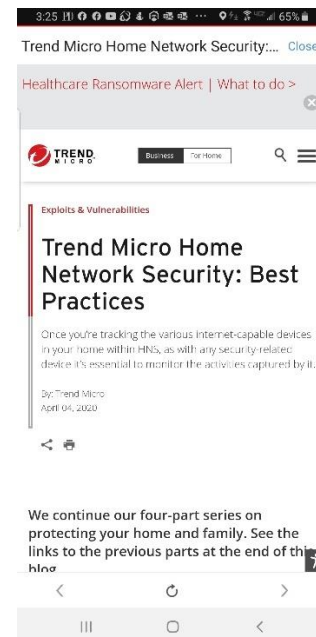 3:25
65%
Trend Micro Home Network Security:... Close
Healthcare Ransomware Alert | What to do >
TREND MICRO
Business For Home
Exploits & Vulnerabilities
Trend Micro Home
Network Security: Best
Practices
Once you're tracking the various internet-capable devices
in your home within HNS, as with any security-related
device it's essential to monitor the activities captured by it.
By: Trend Micro
April 04, 2020
We continue our four-part series on
protecting your home and family. See the
links to the previous parts at the end of this
blog